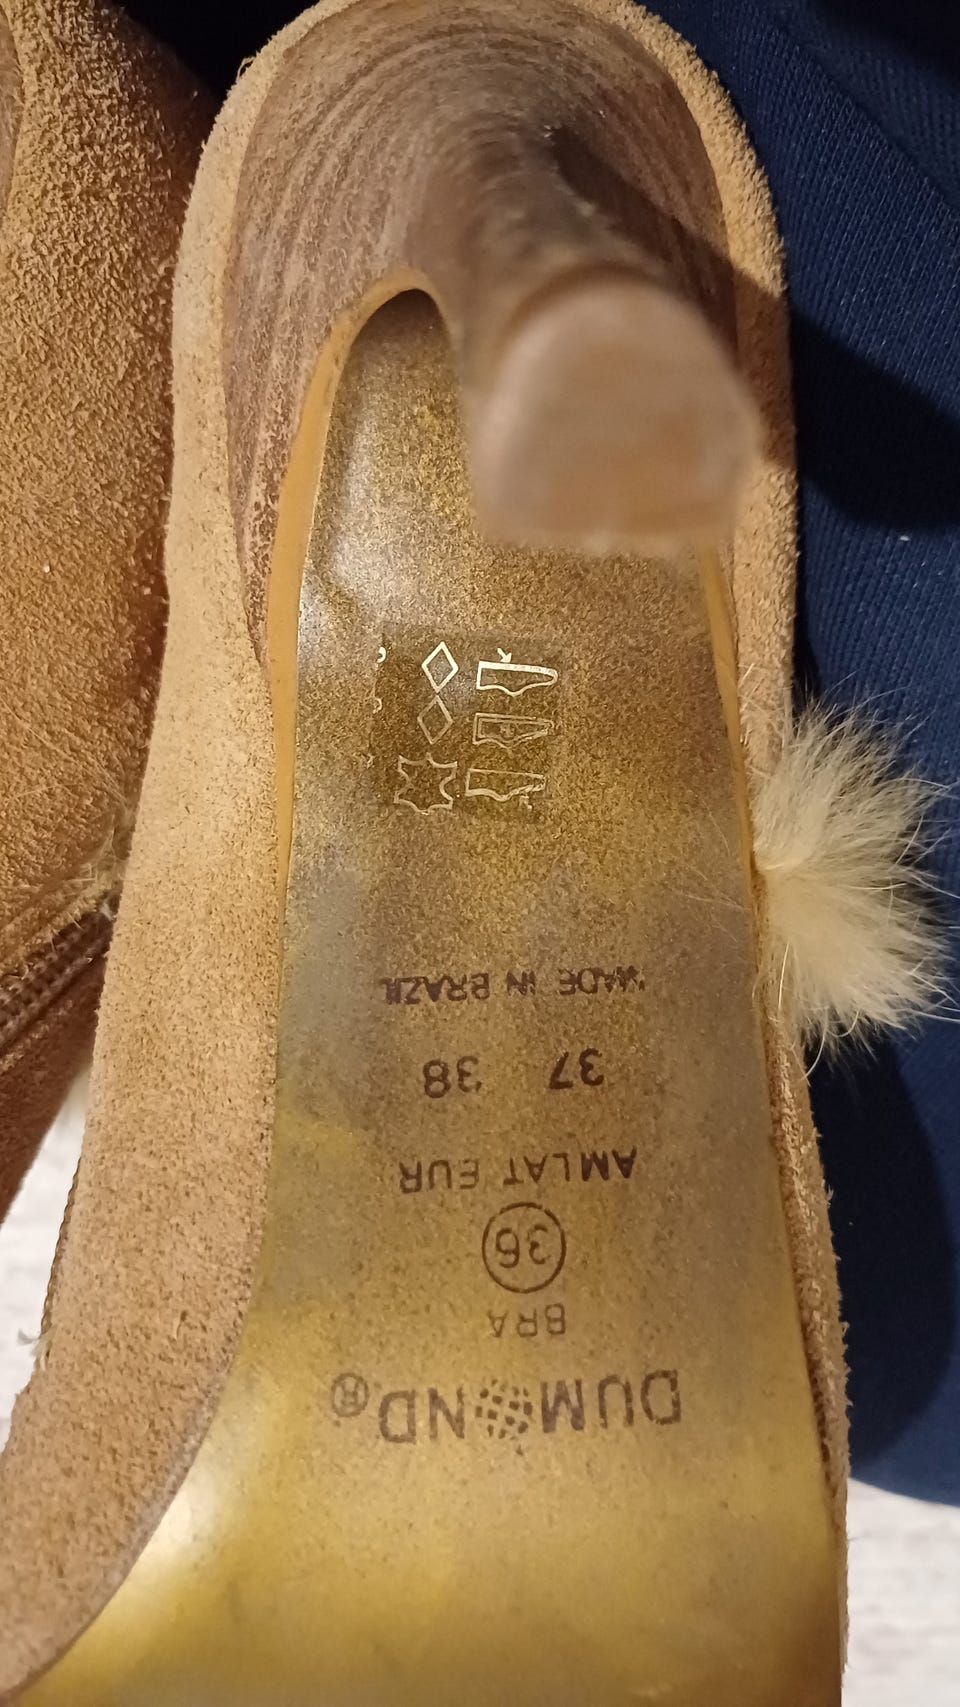 DUMOND®
BRA
36
AMLAT EUR
37 38
MADE IN BRAZIL